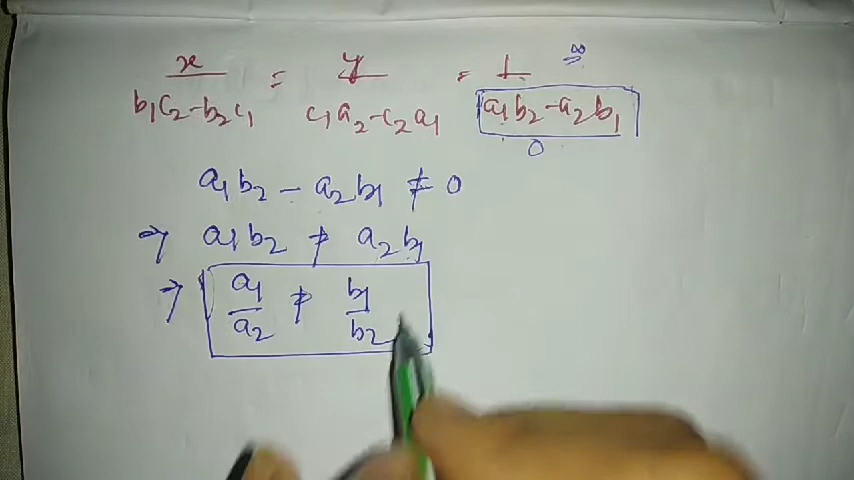 x/(b₁c₂-b₂c₁) = y/(c₁a₂-c₂a₁) = 1/(a₁b₂-a₂b₁) ∞
0
a₁b₂ - a₂b₁ ≠ 0
⇒ a₁b₂ ≠ a₂b₁
⇒ a₁/a₂ ≠ b₁/b₂